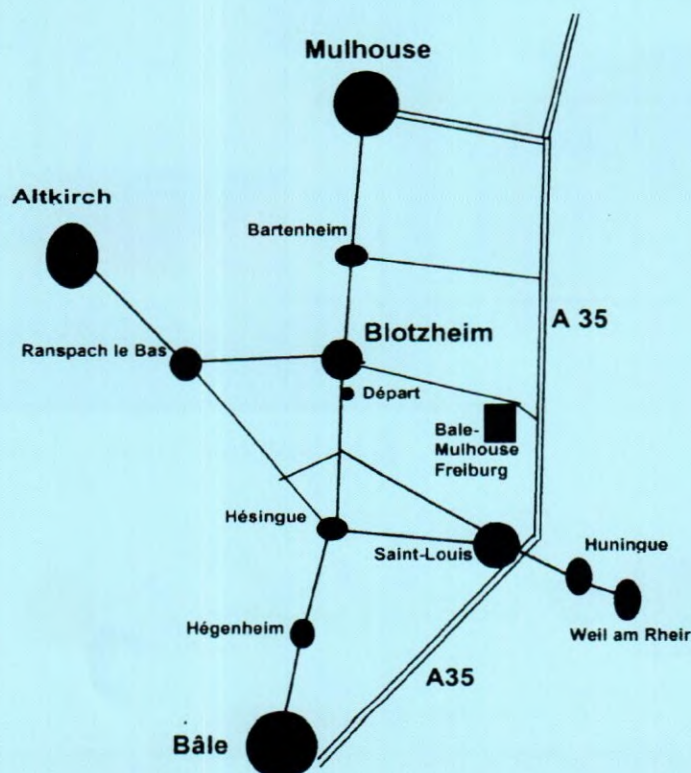 Mulhouse
Altkirch
Bartenheim
A 35
Blotzheim
Ranspach le Bas
Départ
Bale-
Mulhouse
Freiburg
Hésingue
Saint-Louis
Huningue
Hégenheim
Weil am Rhein
A35
Bâle